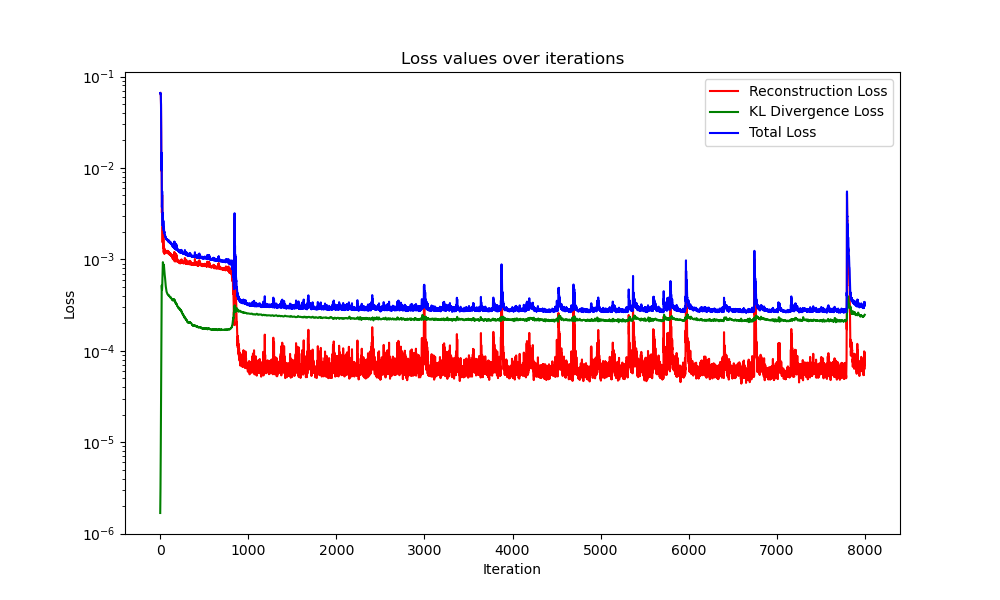 Loss values over iterations
Reconstruction Loss
KL Divergence Loss
Total Loss
Loss
10⁻¹
10⁻²
10⁻³
10⁻⁴
10⁻⁵
10⁻⁶
0 1000 2000 3000 4000 5000 6000 7000 8000
Iteration